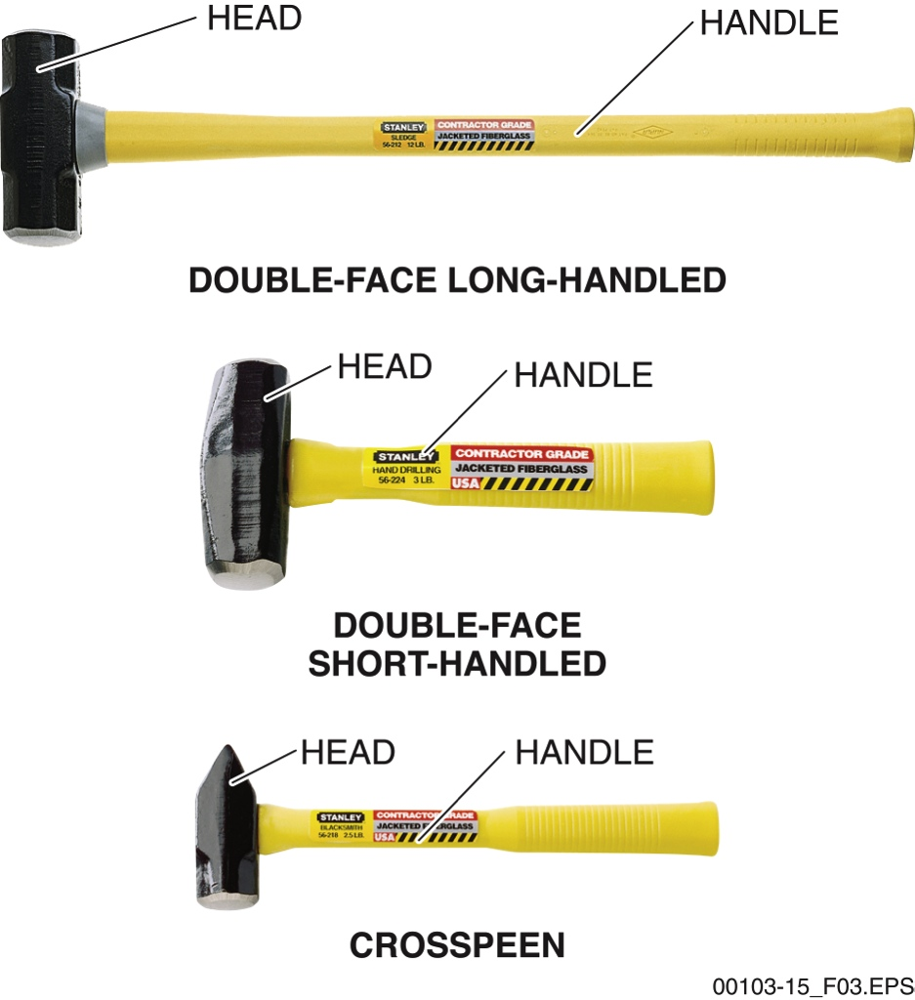 HEAD
HANDLE
STANLEY
SLEDGE
56-212 12 LB.
CONTRACTOR GRADE
JACKETED FIBERGLASS
DOUBLE-FACE LONG-HANDLED
HEAD
HANDLE
STANLEY
HAND DRILLING
56-224 3 LB.
CONTRACTOR GRADE
JACKETED FIBERGLASS
USA
DOUBLE-FACE
SHORT-HANDLED
HEAD
HANDLE
STANLEY
BLACKSMITH
56-218 2.5 LB.
CONTRACTOR GRADE
JACKETED FIBERGLASS
USA
CROSSPEEN
00103-15_F03.EPS